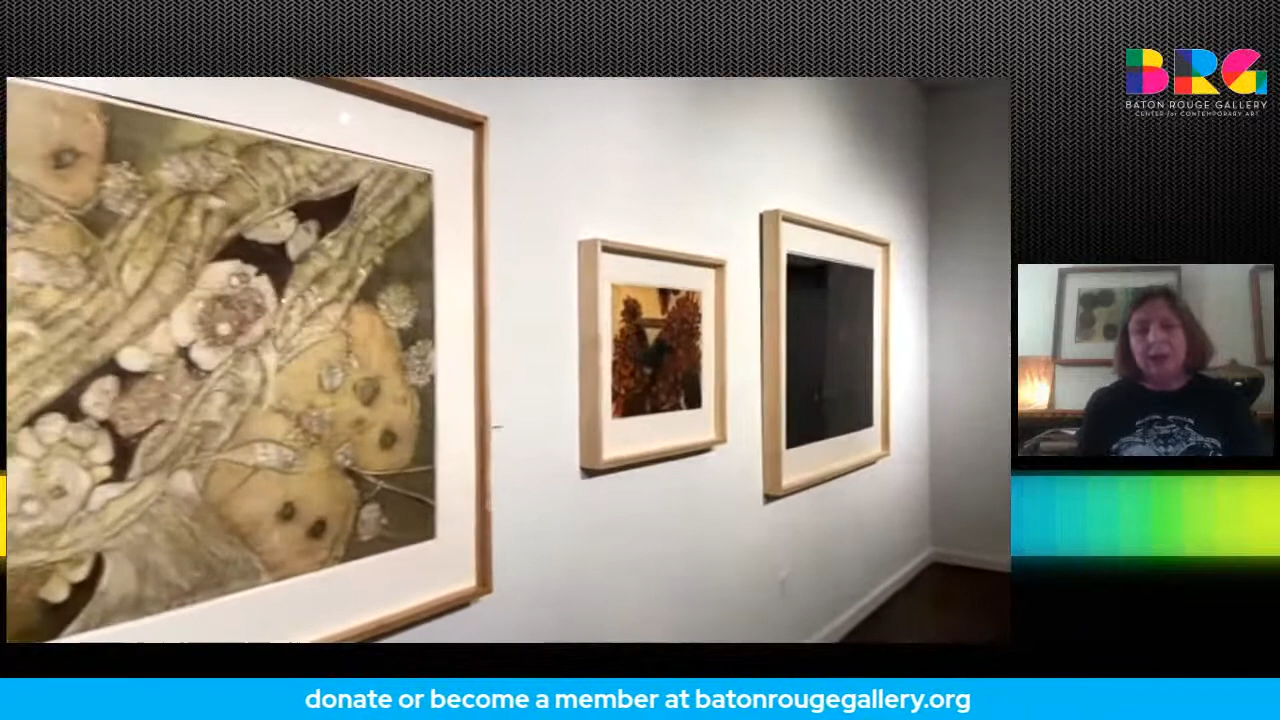 BRG
BATON ROUGE GALLERY
CENTER for CONTEMPORARY ART
donate or become a member at batonrougegallery.org